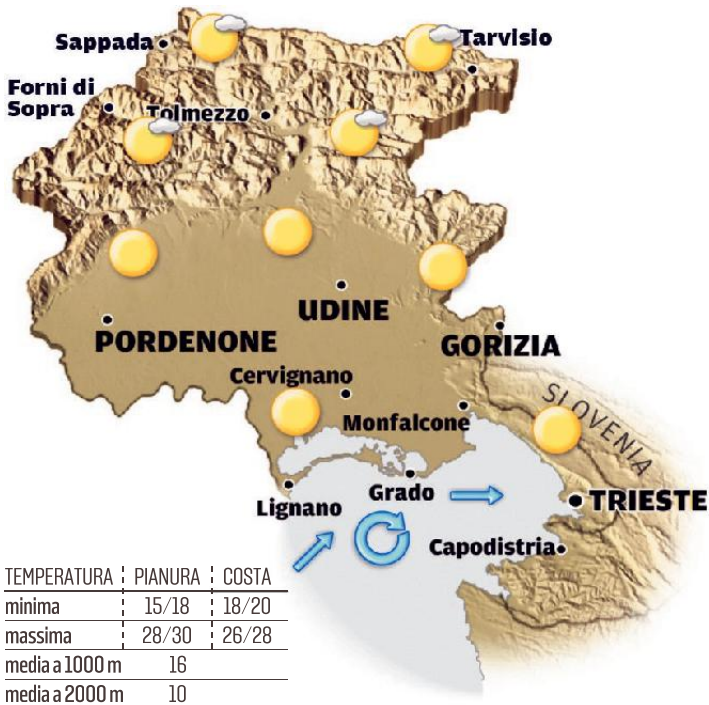 Sappada
Tarvisio
Forni di
Sopra
Tolmezzo
UDINE
PORDENONE
GORIZIA
Cervignano
SLOVENIA
Monfalcone
Grado
Lignano
TRIESTE
Capodistria
TEMPERATURA PIANURA COSTA
minima 15/18 18/20
massima 28/30 26/28
media a 1000 m 16
media a 2000 m 10